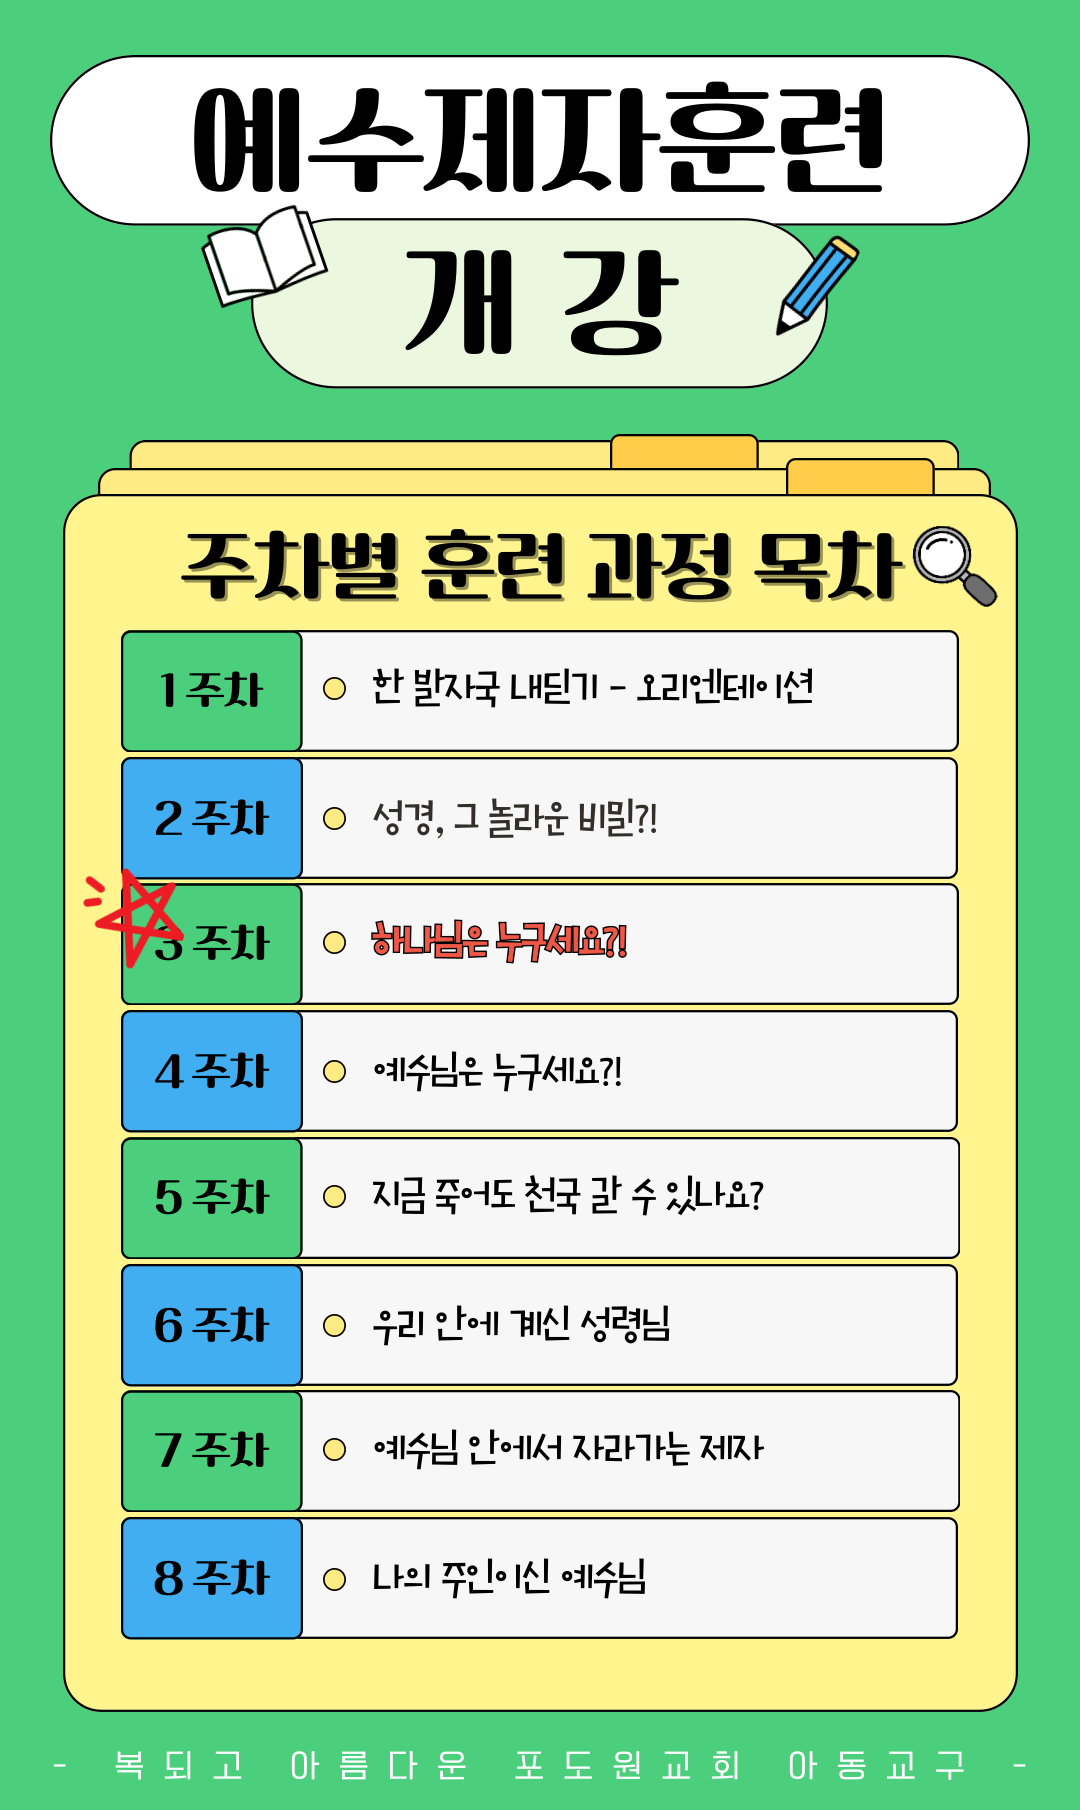 예수제자훈련
개 강
주차별 훈련 과정 목차
1 주차
한 발자국 내딛기 - 오리엔테이션
2 주차
성경, 그 놀라운 비밀?!
3 주차
하나님은 누구세요?!
4 주차
예수님은 누구세요?!
5 주차
지금 죽어도 천국 갈 수 있나요?
6 주차
우리 안에 계신 성령님
7 주차
예수님 안에서 자라가는 제자
8 주차
나의 주인이신 예수님
- 복되고 아름다운 포도원교회 아동교구 -